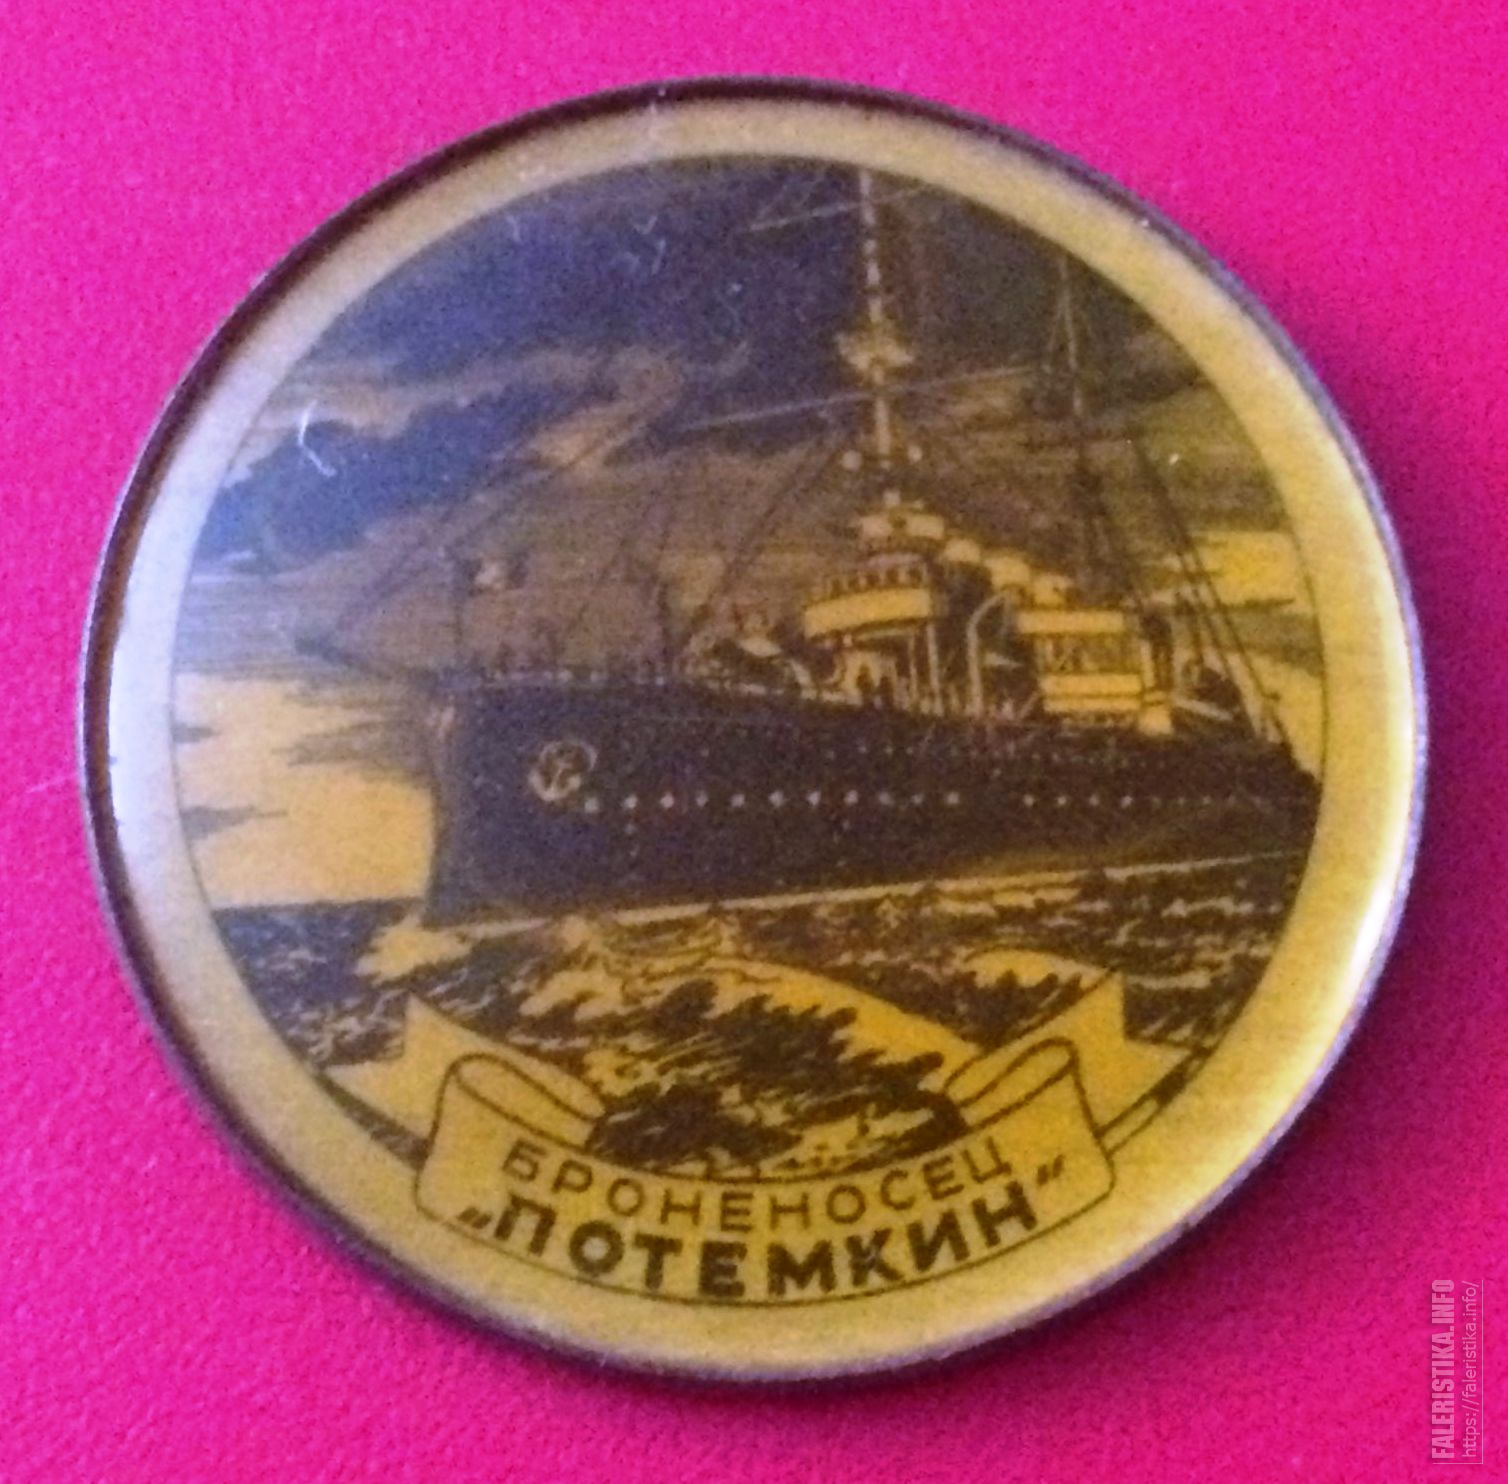 БРОНЕНОСЕЦ
„ПОТЕМКИН“
FALERISTIKA.INFO
https://faleristika.info/